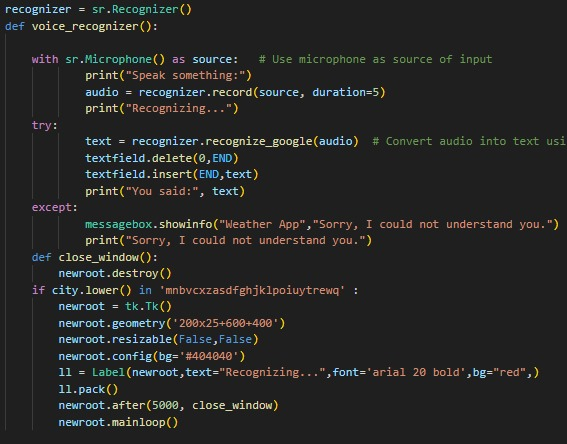 recognizer = sr.Recognizer()
def voice_recognizer():
with sr.Microphone() as source:   # Use microphone as source of input
print("Speak something:")
audio = recognizer.record(source, duration=5)
print("Recognizing...")
try:
text = recognizer.recognize_google(audio)  # Convert audio into text usi
textfield.delete(0,END)
textfield.insert(END,text)
print("You said:", text)
except:
messagebox.showinfo("Weather App","Sorry, I could not understand you.")
print("Sorry, I could not understand you.")
def close_window():
newroot.destroy()
if city.lower() in 'mnbvcxzasdfghjklpoiuytrewq' :
newroot = tk.Tk()
newroot.geometry('200x25+600+400')
newroot.resizable(False,False)
newroot.config(bg='#404040')
ll = Label(newroot,text="Recognizing...",font='arial 20 bold',bg="red",)
ll.pack()
newroot.after(5000, close_window)
newroot.mainloop()